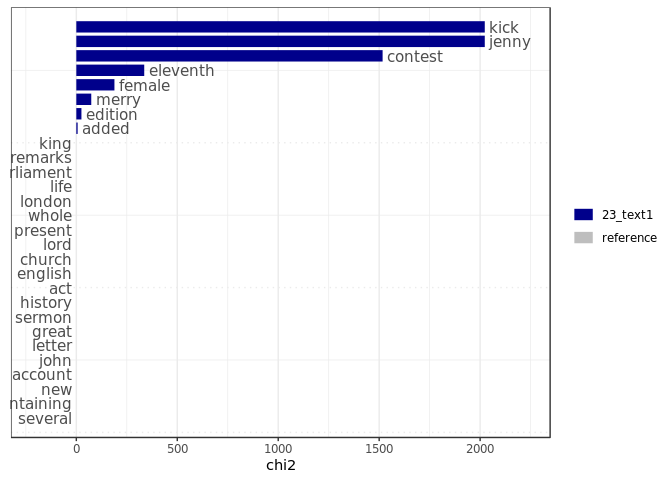 kick
jenny
contest
eleventh
female
merry
edition
added
king
remarks
rliament
life
london
whole
present
lord
church
english
act
history
sermon
great
letter
john
account
new
ntaining
several
0 500 1000 1500 2000
chi2
23_text1
reference